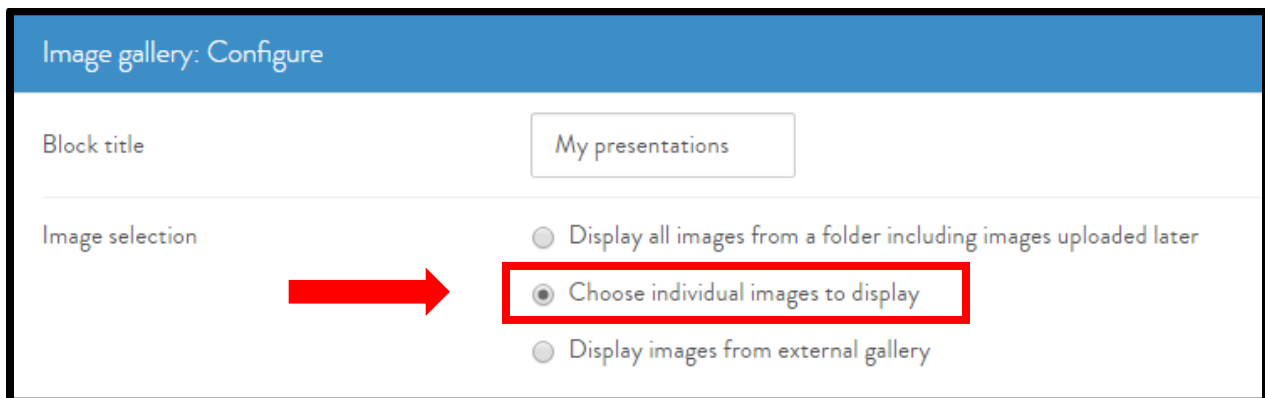 Image gallery: Configure
Block title
My presentations
Image selection
Display all images from a folder including images uploaded later
Choose individual images to display
Display images from external gallery